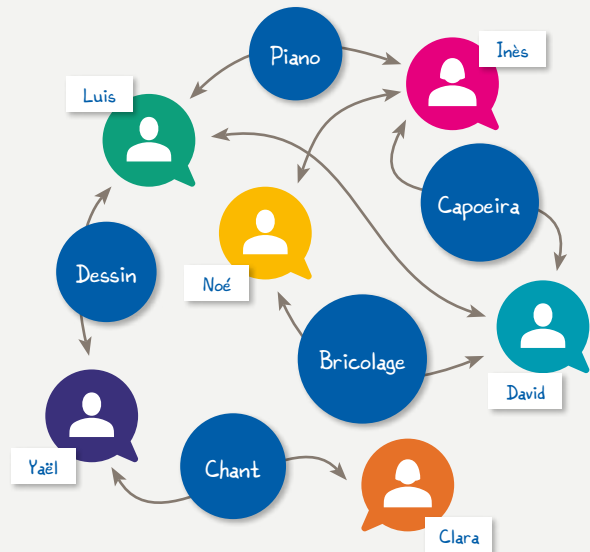 Piano
Inès
Luis
Capoeira
Dessin
Noé
Bricolage
David
Yaël
Chant
Clara